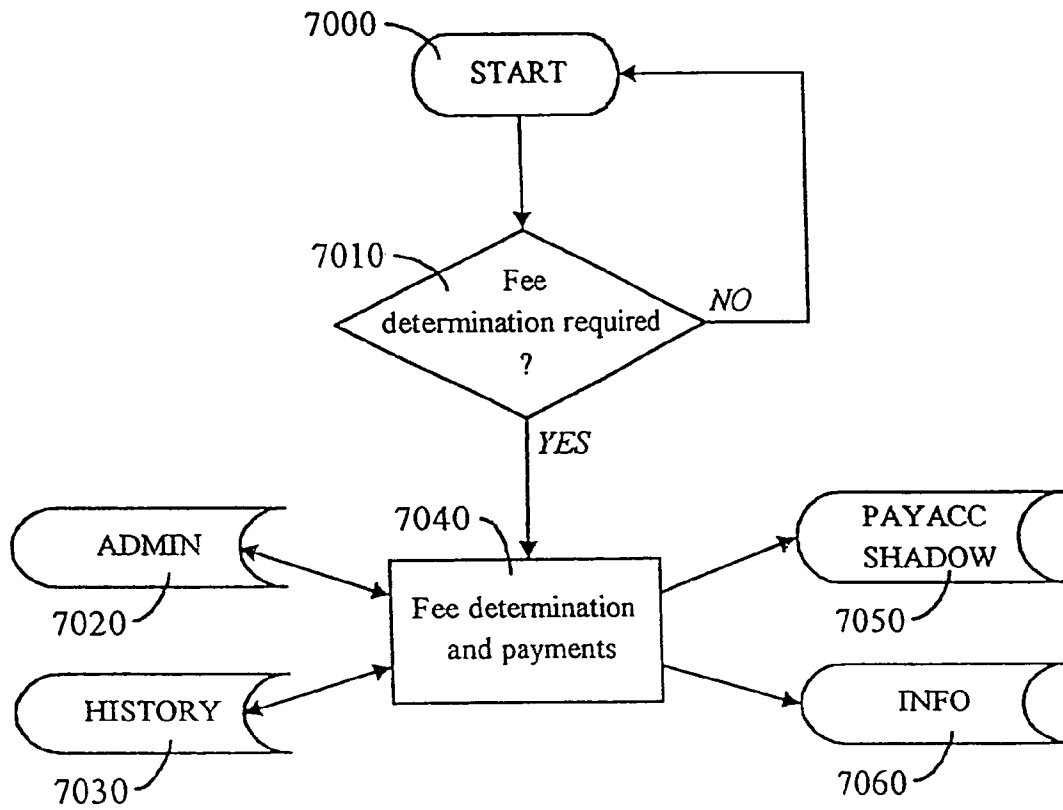 7000
START
7010
Fee
determination required
?
NO
YES
7040
ADMIN
7020
Fee determination
and payments
PAYACC
SHADOW
7050
HISTORY
7030
INFO
7060